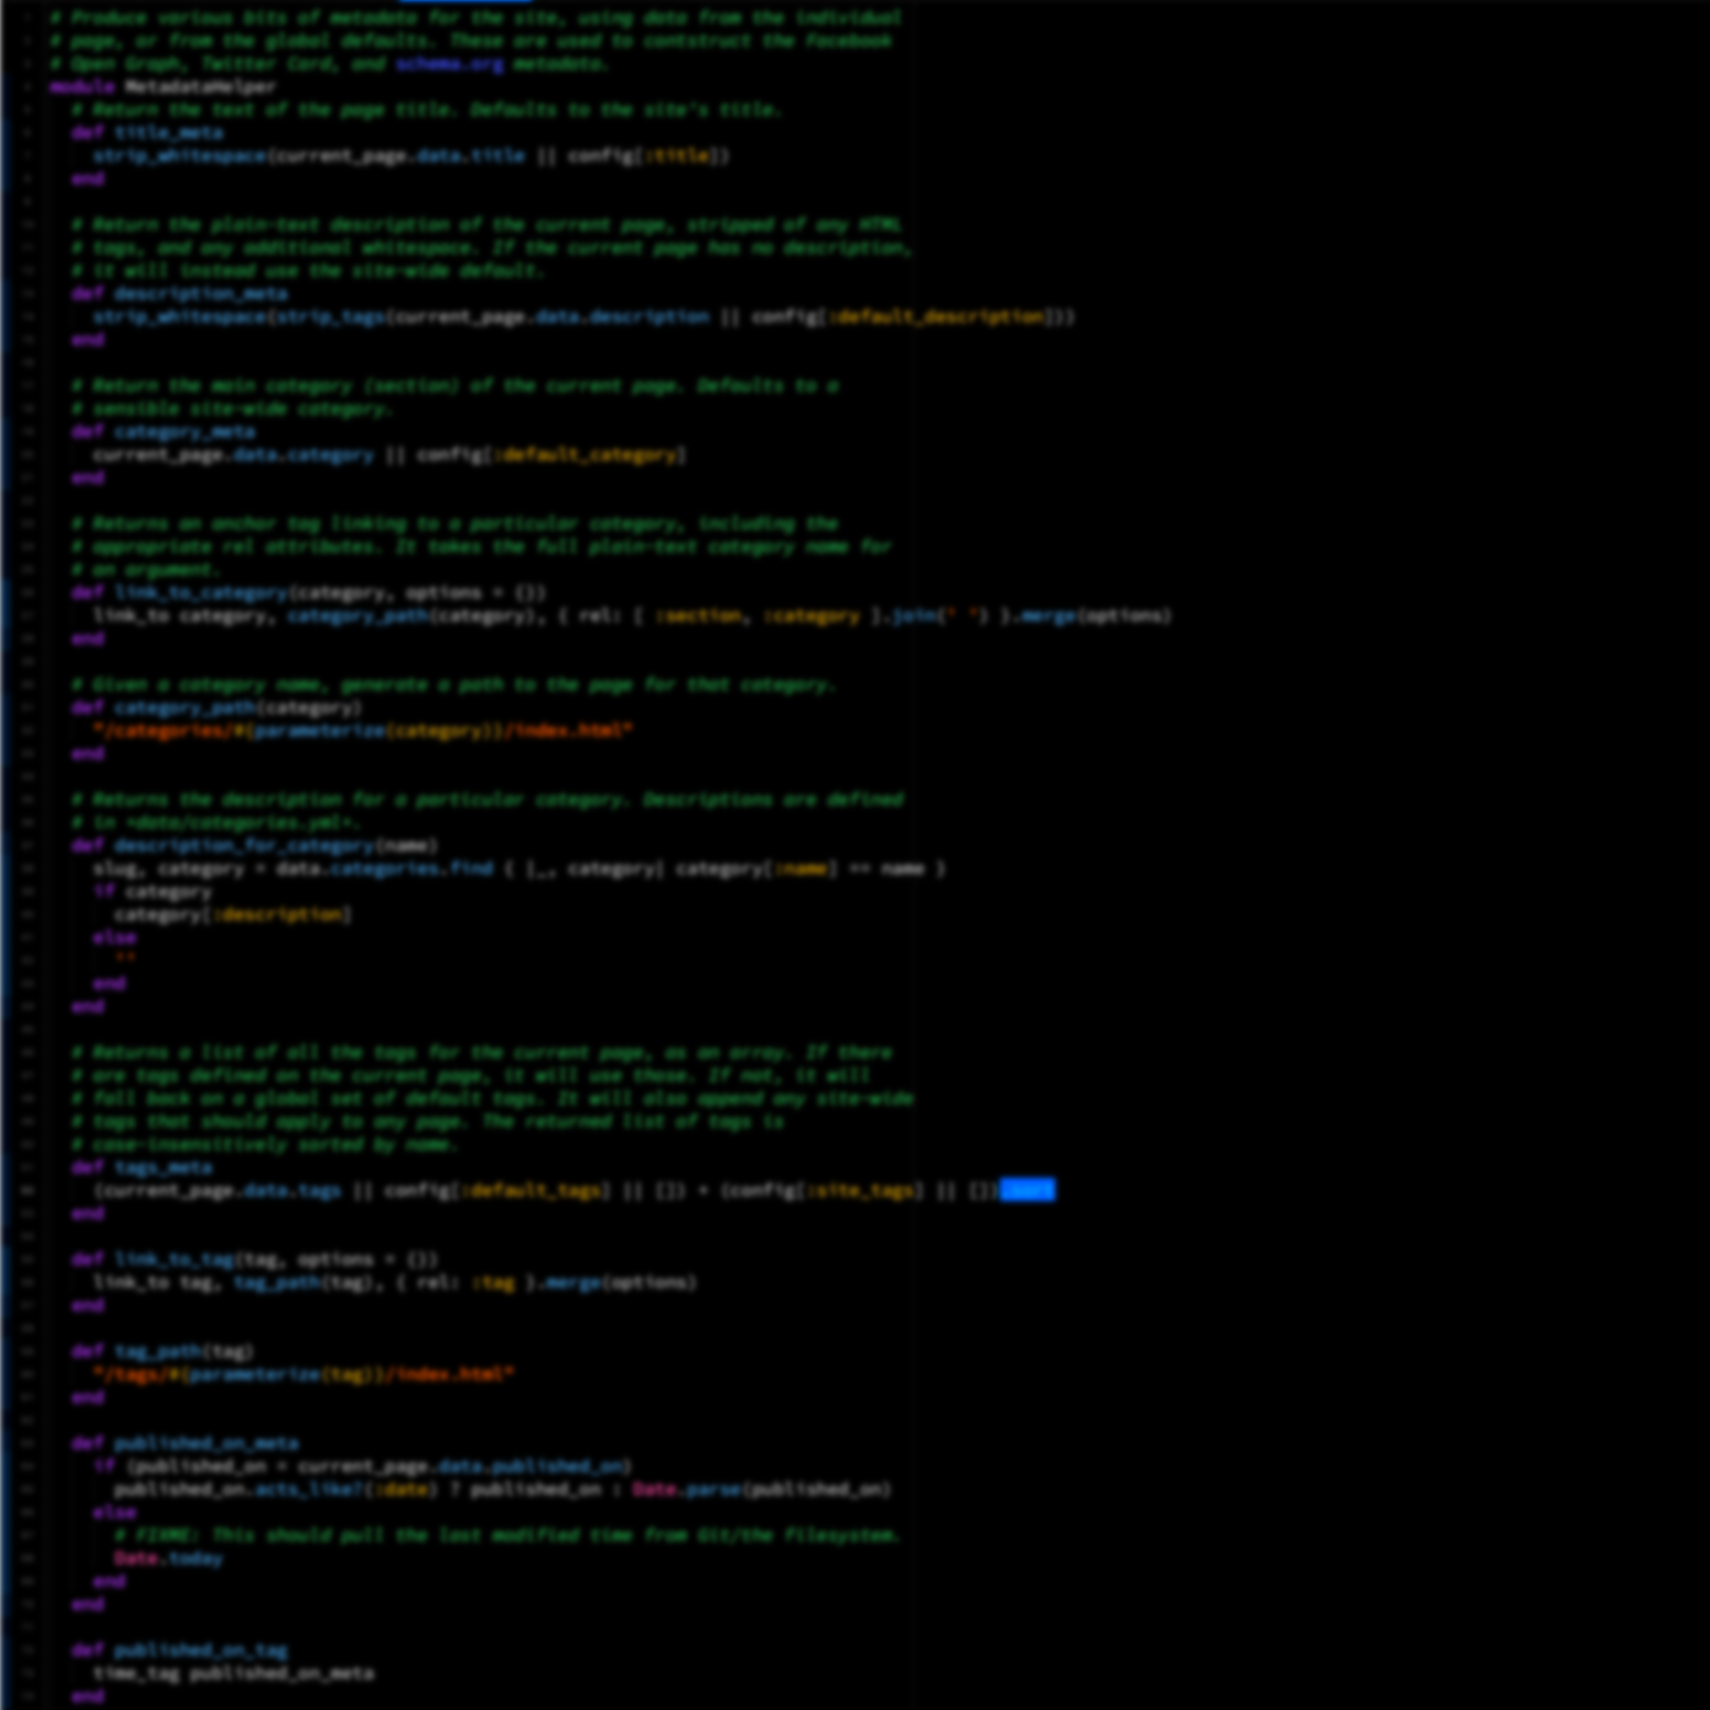 # Produce various bits of metadata for the site, using data from the individual
# page, or from the global defaults. These are used to contstruct the Facebook
# Open Graph, Twitter Card, and schema.org metadata.
module MetadataHelper
  # Return the text of the page title. Defaults to the site's title.
  def title_meta
    strip_whitespace(current_page.data.title || config[:title])
  end

  # Return the plain-text description of the current page, stripped of any HTML
  # tags, and any additional whitespace. If the current page has no description,
  # it will instead use the site-wide default.
  def description_meta
    strip_whitespace(strip_tags(current_page.data.description || config[:default_description]))
  end

  # Return the main category (section) of the current page. Defaults to a
  # sensible site-wide category.
  def category_meta
    current_page.data.category || config[:default_category]
  end

  # Returns an anchor tag linking to a particular category, including the
  # appropriate rel attributes. It takes the full plain-text category name for
  # an argument.
  def link_to_category(category, options = {})
    link_to category, category_path(category), { rel: [ :section, :category ].join(' ') }.merge(options)
  end

  # Given a category name, generate a path to the page for that category.
  def category_path(category)
    "/categories/#{parameterize(category)}/index.html"
  end

  # Returns the description for a particular category. Descriptions are defined
  # in +data/categories.yml+.
  def description_for_category(name)
    slug, category = data.categories.find { |_, category| category[:name] == name }
    if category
      category[:description]
    else
      ''
    end
  end

  # Returns a list of all the tags for the current page, as an array. If there
  # are tags defined on the current page, it will use those. If not, it will
  # fall back on a global set of default tags. It will also append any site-wide
  # tags that should apply to any page. The returned list of tags is
  # case-insensitively sorted by name.
  def tags_meta
    (current_page.data.tags || config[:default_tags] || []) + (config[:site_tags] || []).sort
  end

  def link_to_tag(tag, options = {})
    link_to tag, tag_path(tag), { rel: :tag }.merge(options)
  end

  def tag_path(tag)
    "/tags/#{parameterize(tag)}/index.html"
  end

  def published_on_meta
    if (published_on = current_page.data.published_on)
      published_on.acts_like?(:date) ? published_on : Date.parse(published_on)
    else
      # FIXME: This should pull the last modified time from Git/the filesystem.
      Date.today
    end
  end

  def published_on_tag
    time_tag published_on_meta
  end